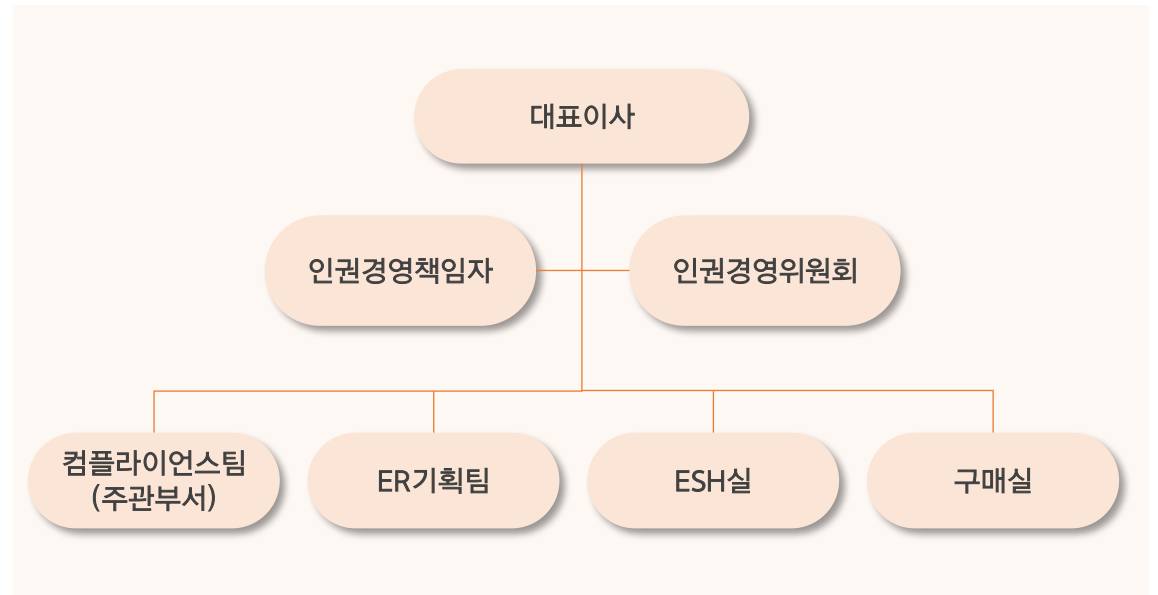 대표이사
인권경영책임자
인권경영위원회
컴플라이언스팀
(주관부서)
ER기획팀
ESH실
구매실